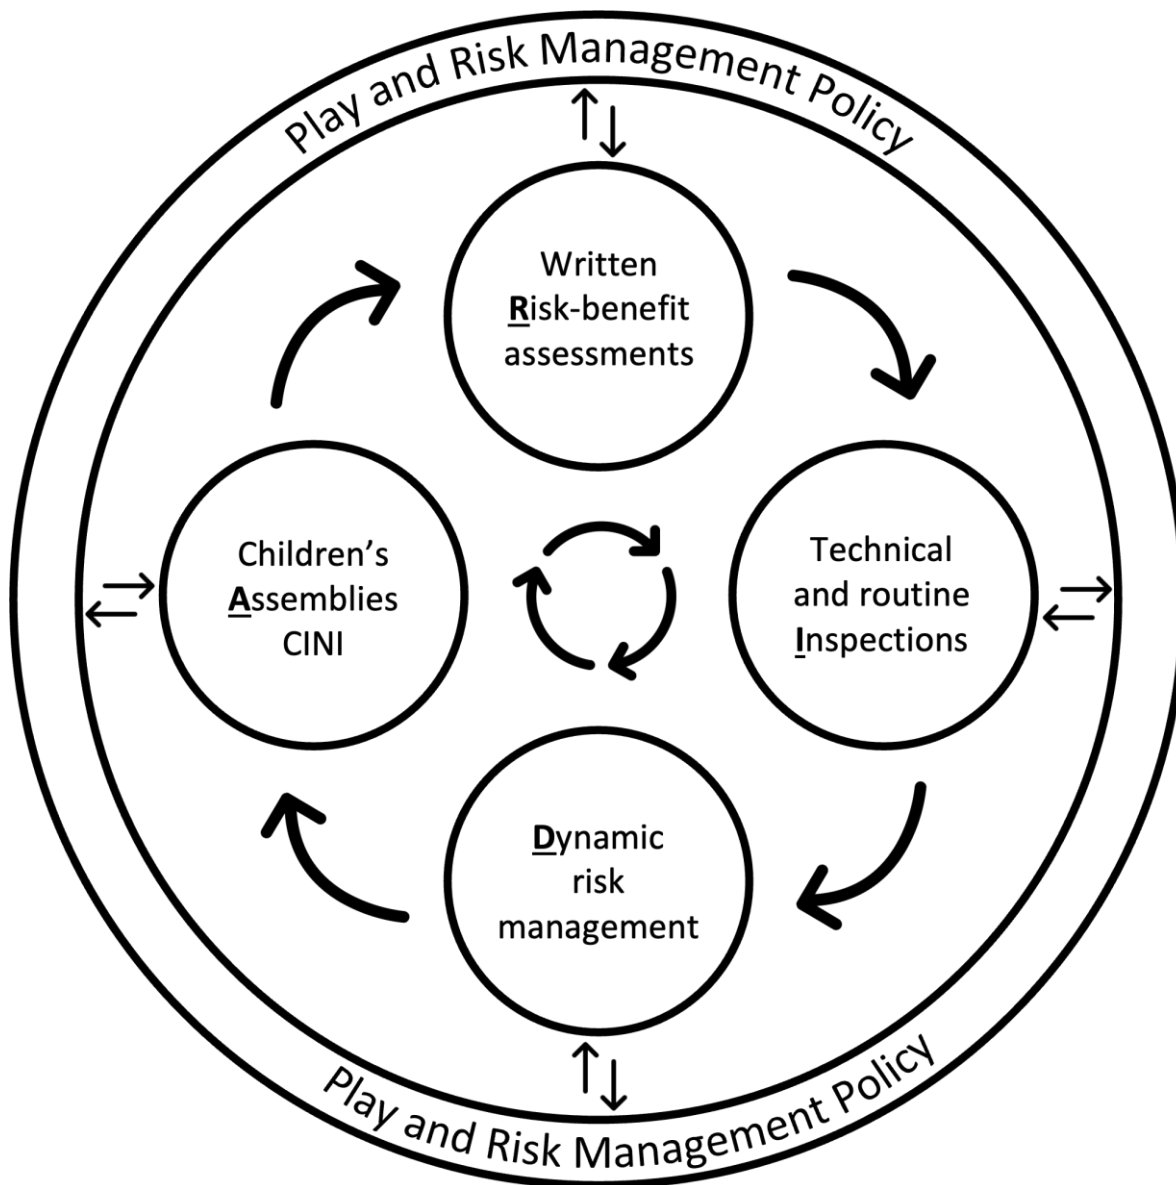 Play and Risk Management Policy
Written
Risk-benefit
assessments
Children’s
Assemblies
CINI
Technical
and routine
Inspections
Dynamic
risk
management
Play and Risk Management Policy